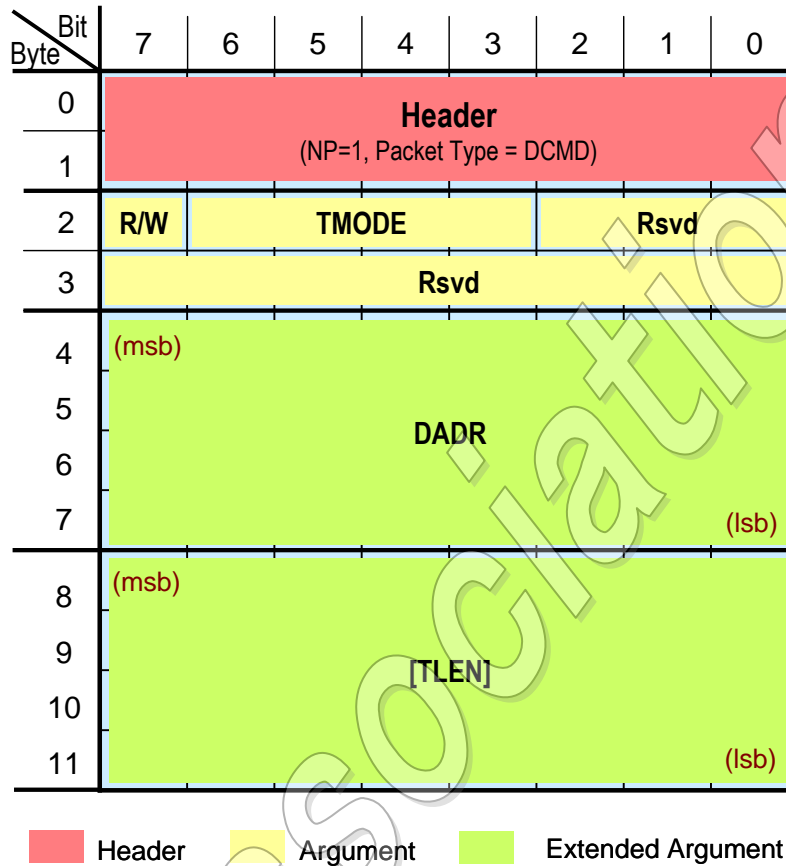 Bit
Byte
7 6 5 4 3 2 1 0
0
Header
1
(NP=1, Packet Type = DCMD)
2 R/W TMODE Rsvd
3 Rsvd
4 (msb)
5
DADR
6
7 (lsb)
8 (msb)
9
[TLEN]
10
11 (lsb)
Header Argument Extended Argument
sociation